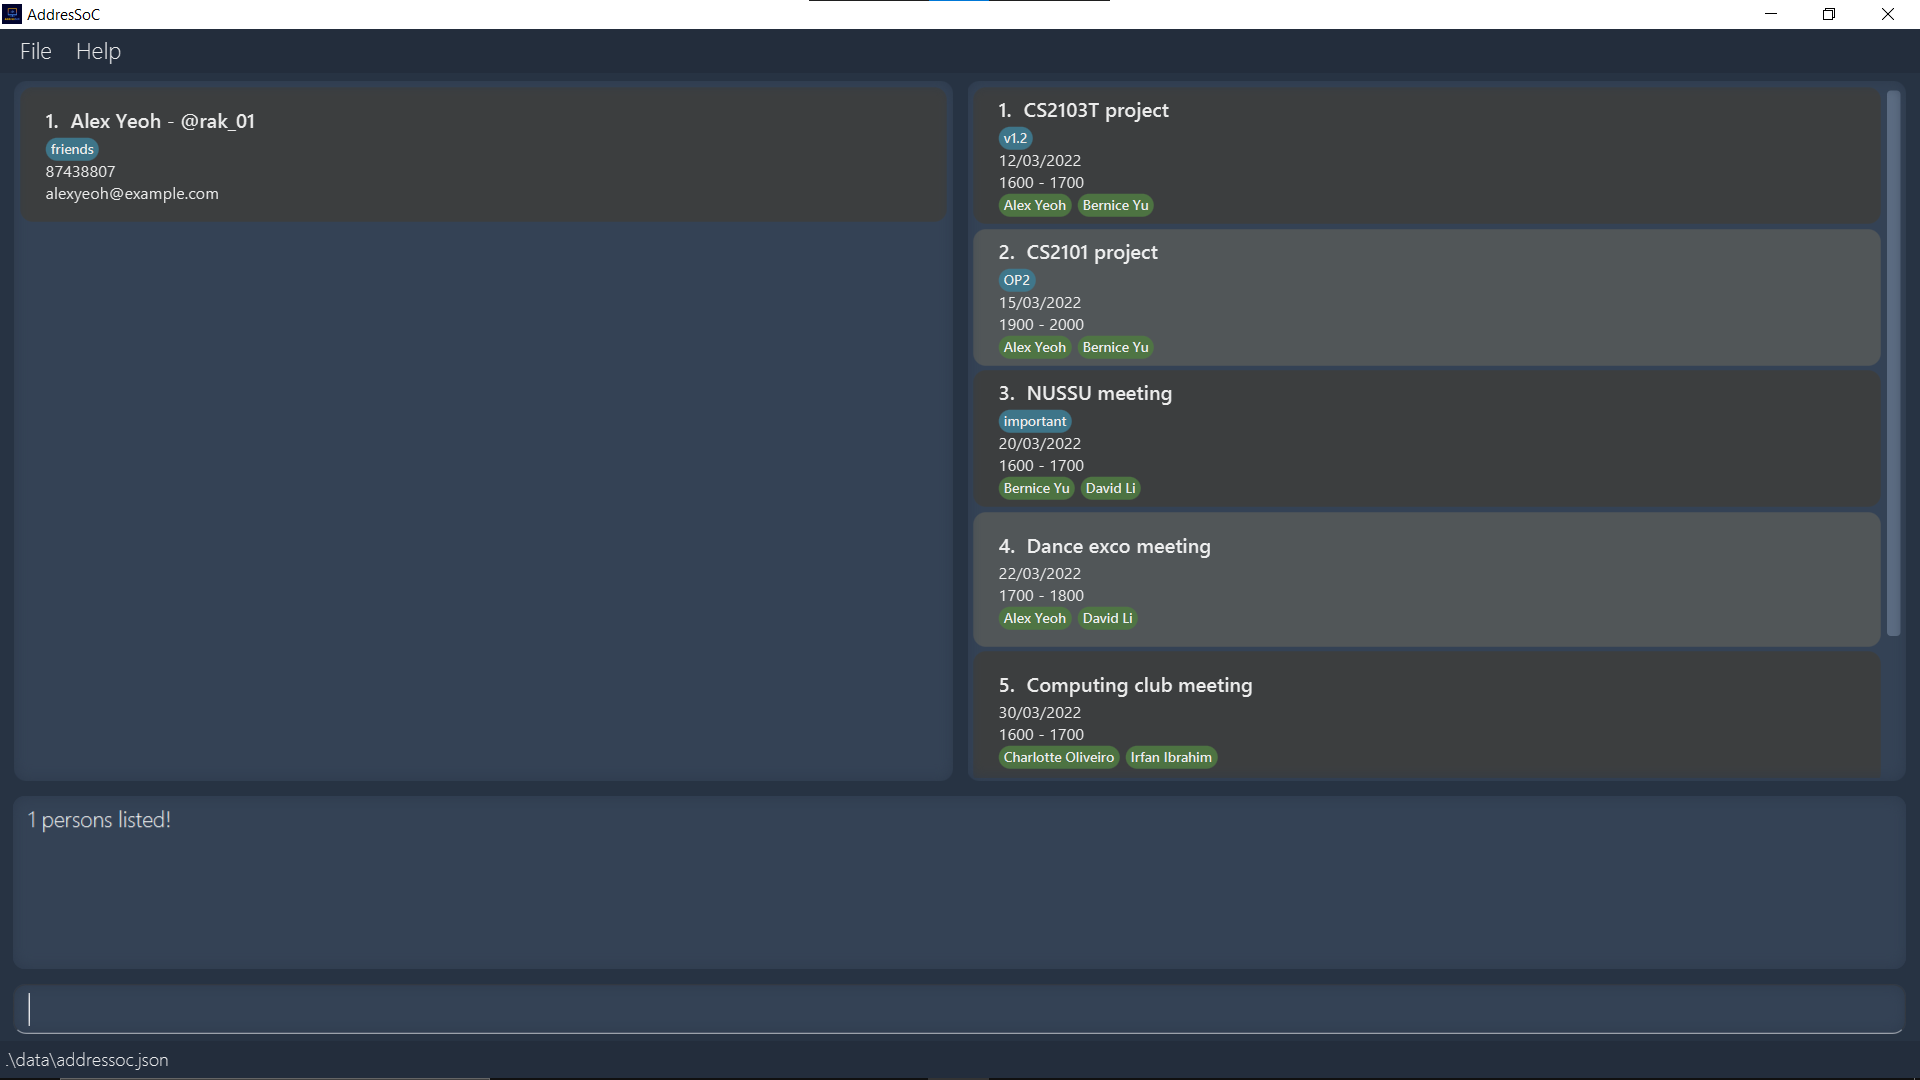 AddresSoC
File Help
1. Alex Yeoh - @rak_01
friends
87438807
alexyeoh@example.com
1. CS2103T project
v1.2
12/03/2022
1600 - 1700
Alex Yeoh Bernice Yu
2. CS2101 project
OP2
15/03/2022
1900 - 2000
Alex Yeoh Bernice Yu
3. NUSSU meeting
important
20/03/2022
1600 - 1700
Bernice Yu David Li
4. Dance exco meeting
22/03/2022
1700 - 1800
Alex Yeoh David Li
5. Computing club meeting
30/03/2022
1600 - 1700
Charlotte Oliveiro Irfan Ibrahim
1 persons listed!
.\data\addressoc.json